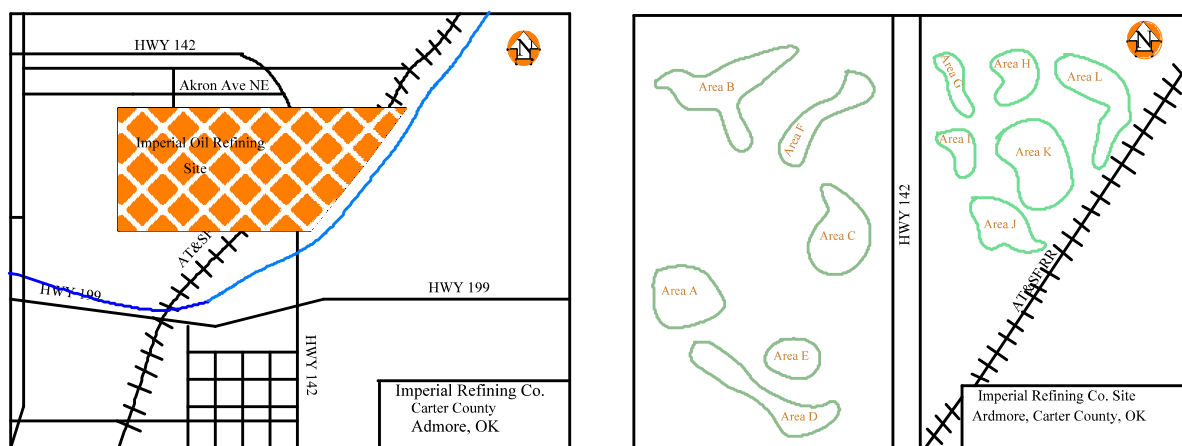 N
HWY 142
Akron Ave NE
Imperial Oil Refining
Site
AT&SF
HWY 199
HWY 199
HWY 142
Imperial Refining Co.
Carter County
Admore, OK
N
Area B
Area F
Area C
Area A
Area E
Area D
HWY 142
Area G
Area H
Area L
Area I
Area K
Area J
AT&SF RR
Imperial Refining Co. Site
Ardmore, Carter County, OK